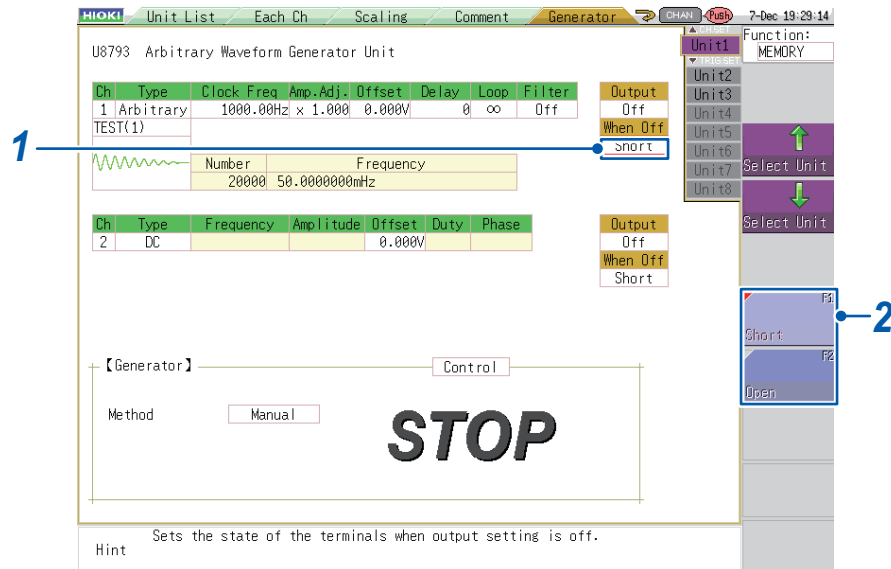 HIOKI Unit List Each Ch Scaling Comment Generator CHAN Push 7-Dec 19:29:14
U8793 Arbitrary Waveform Generator Unit
CH.SET
Unit1
TRIG.SET
Unit2
Unit3
Unit4
Unit5
Unit6
Unit7
Unit8
Function:
MEMORY
Ch Type Clock Freq Amp.Adj. Offset Delay Loop Filter
1 Arbitrary 1000.00Hz × 1.000 0.000V 0 ∞ Off
TEST(1)
Output
Off
When Off
Short
1
Number Frequency
20000 50.0000000mHz
Select Unit
Select Unit
Ch Type Frequency Amplitude Offset Duty Phase
2 DC 0.000V
Output
Off
When Off
Short
F1
Short
F2
Open
2
【Generator】 Control
Method Manual
STOP
Hint Sets the state of the terminals when output setting is off.